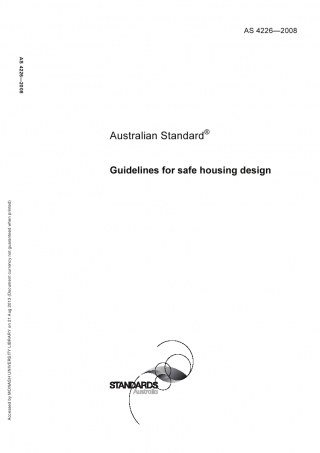 AS 4226—2008
AS 4226—2008
Australian Standard®
Guidelines for safe housing design
Accessed by MONASH UNIVERSITY LIBRARY on 21 Aug 2012 (Document currency not guaranteed when printed)
STANDARDS
Australia